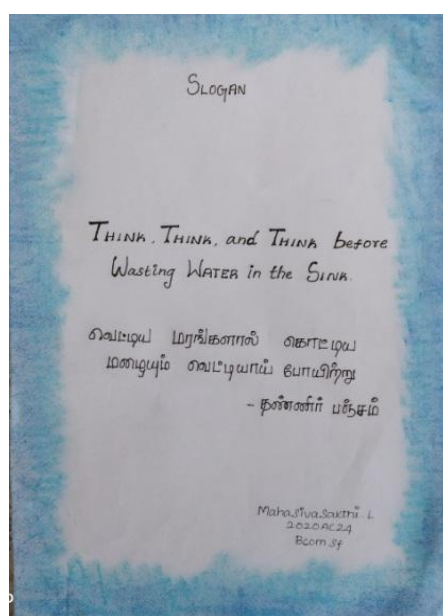 SLOGAN
THINK, THINK, and THINK before
Wasting WATER in the SINK.
வெட்டிய மரங்களால் கொட்டிய
மழையும் வெட்டியாய் போயிற்று
- தண்ணிர் பஞ்சம்
Mahasivasakthi. L
2020AC24
Bcom sf